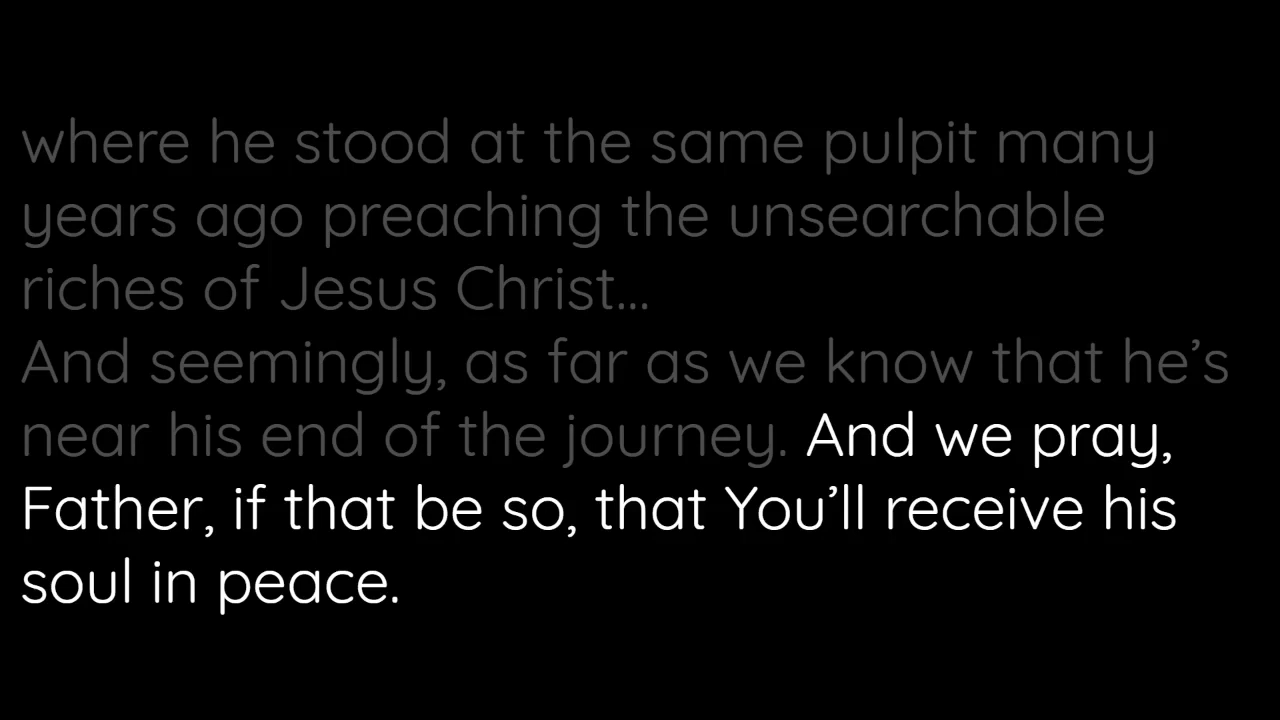 where he stood at the same pulpit many
years ago preaching the unsearchable
riches of Jesus Christ...
And seemingly, as far as we know that he’s
near his end of the journey. And we pray,
Father, if that be so, that You’ll receive his
soul in peace.